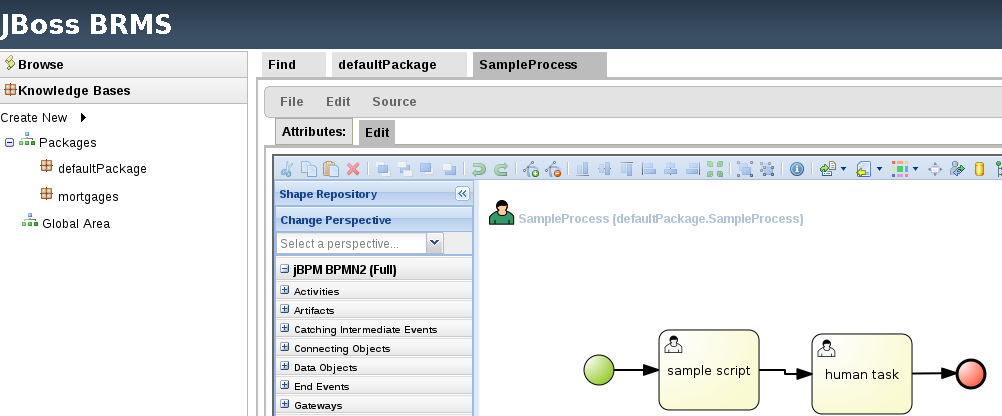 JBoss BRMS
Browse
Knowledge Bases
Create New
Packages
defaultPackage
mortgages
Global Area
Find
defaultPackage
SampleProcess
File Edit Source
Attributes: Edit
Shape Repository
Change Perspective
Select a perspective...
jBPM BPMN2 (Full)
Activities
Artifacts
Catching Intermediate Events
Connecting Objects
Data Objects
End Events
Gateways
SampleProcess (defaultPackage.SampleProcess)
sample script
human task